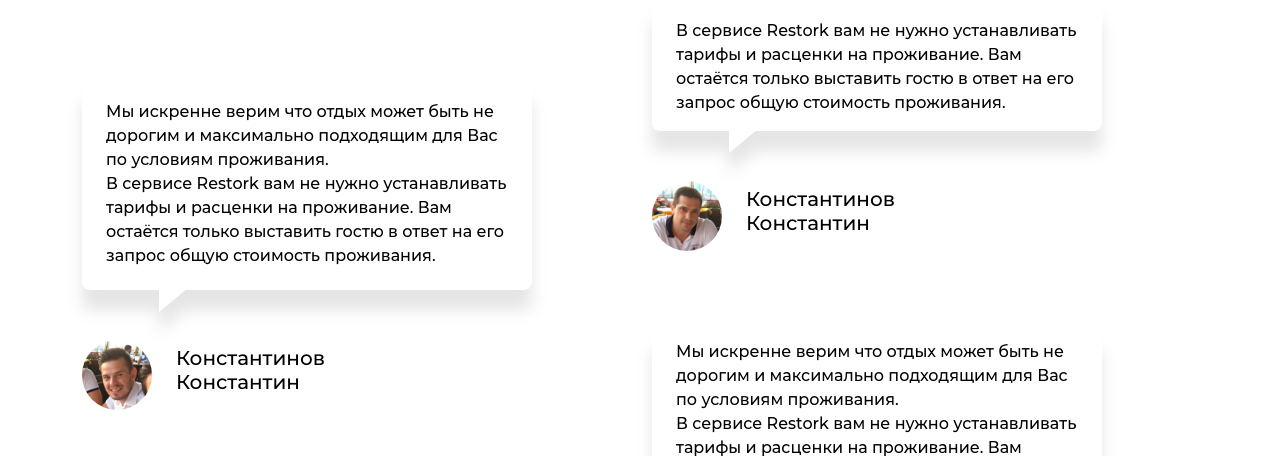 Мы искренне верим что отдых может быть не
дорогим и максимально подходящим для Вас
по условиям проживания.
В сервисе Restork вам не нужно устанавливать
тарифы и расценки на проживание. Вам
остаётся только выставить гостю в ответ на его
запрос общую стоимость проживания.
Константинов
Константин
В сервисе Restork вам не нужно устанавливать
тарифы и расценки на проживание. Вам
остаётся только выставить гостю в ответ на его
запрос общую стоимость проживания.
Константинов
Константин
Мы искренне верим что отдых может быть не
дорогим и максимально подходящим для Вас
по условиям проживания.
В сервисе Restork вам не нужно устанавливать
тарифы и расценки на проживание. Вам